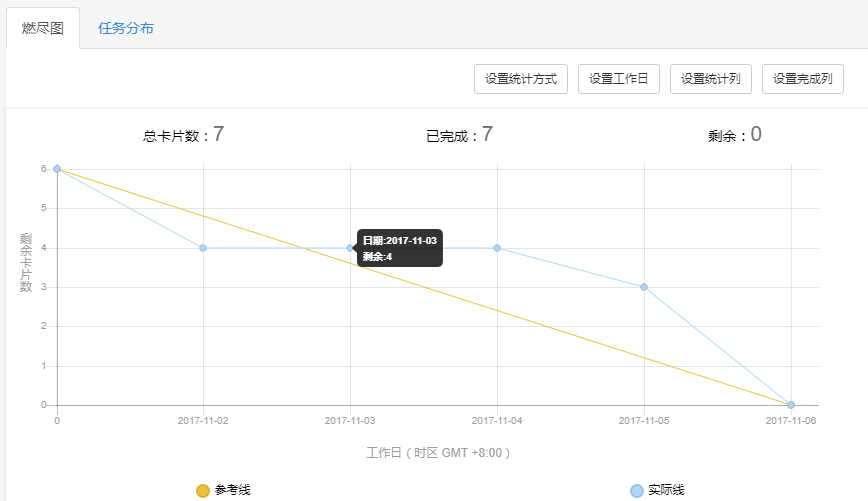 燃尽图 任务分布
设置统计方式 设置工作日 设置统计列 设置完成列
总卡片数：7 已完成：7 剩余：0
6
5
4
3
2
1
0
剩余卡片数
日期:2017-11-03
剩余:4
0 2017-11-02 2017-11-03 2017-11-04 2017-11-05 2017-11-06
工作日 ( 时区 GMT +8:00 )
参考线 实际线